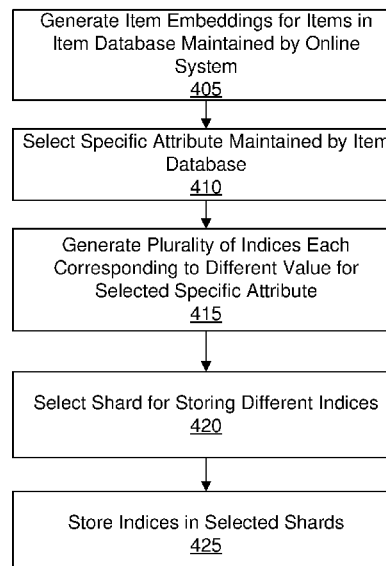 Generate Item Embeddings for Items in
Item Database Maintained by Online
System
405
Select Specific Attribute Maintained by Item
Database
410
Generate Plurality of Indices Each
Corresponding to Different Value for
Selected Specific Attribute
415
Select Shard for Storing Different Indices
420
Store Indices in Selected Shards
425